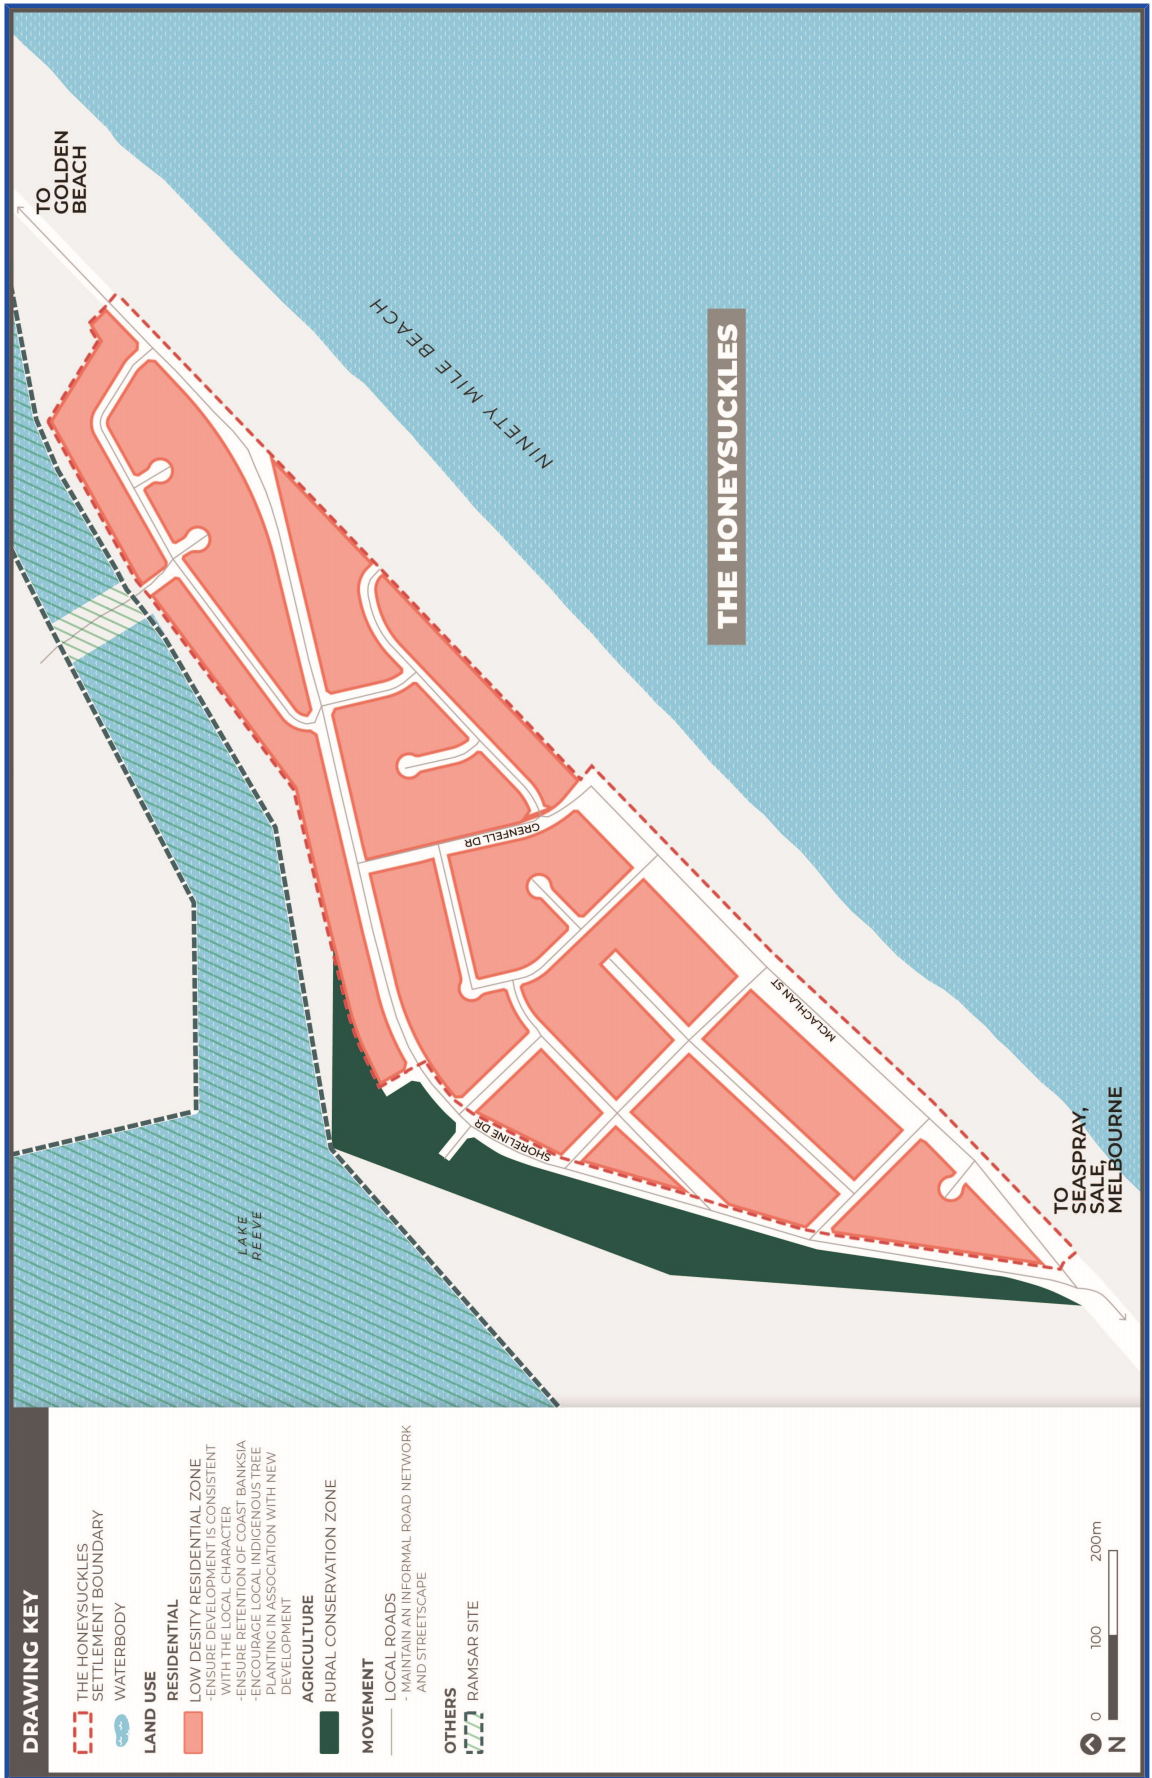 DRAWING KEY
THE HONEYSUCKLES
SETTLEMENT BOUNDARY
WATERBODY
LAND USE
RESIDENTIAL
LOW DESITY RESIDENTIAL ZONE
-ENSURE DEVELOPMENT IS CONSISTENT
WITH THE LOCAL CHARACTER
-ENSURE RETENTION OF COAST BANKSIA
-ENCOURAGE LOCAL INDIGENOUS TREE
PLANTING IN ASSOCIATION WITH NEW
DEVELOPMENT
AGRICULTURE
RURAL CONSERVATION ZONE
MOVEMENT
LOCAL ROADS
- MAINTAIN AN INFORMAL ROAD NETWORK
AND STREETSCAPE
OTHERS
RAMSAR SITE
N
0 100 200m
LAKE
REEVE
SHORELINE DR
GRENFELL DR
MCLACHLAN ST
TO
SEASPRAY,
SALE,
MELBOURNE
TO
GOLDEN
BEACH
NINETY MILE BEACH
THE HONEYSUCKLES